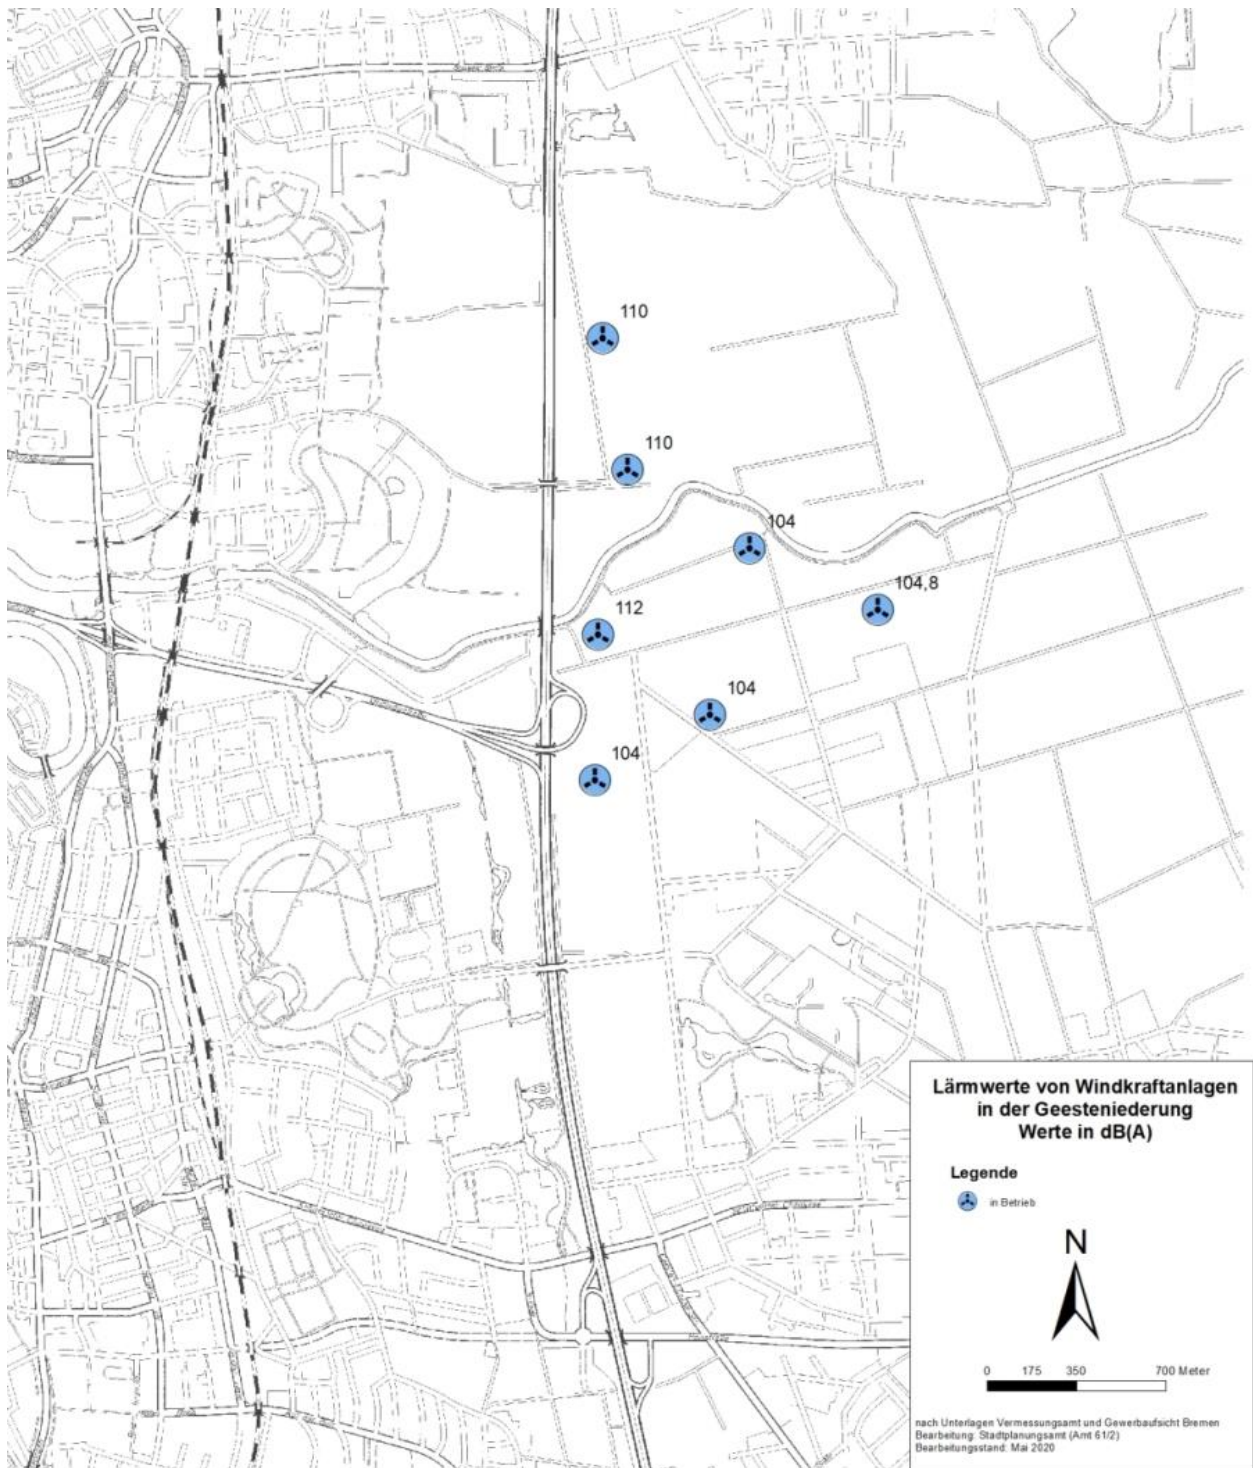 110
110
104
104,8
112
104
104
Lärmwerte von Windkraftanlagen
in der Geesteniederung
Werte in dB(A)
Legende
in Betrieb
N
0 175 350 700 Meter
nach Unterlagen Vermessungsamt und Gewerbaufsicht Bremen
Bearbeitung: Stadtplanungsamt (Amt 61/2)
Bearbeitungsstand: Mai 2020